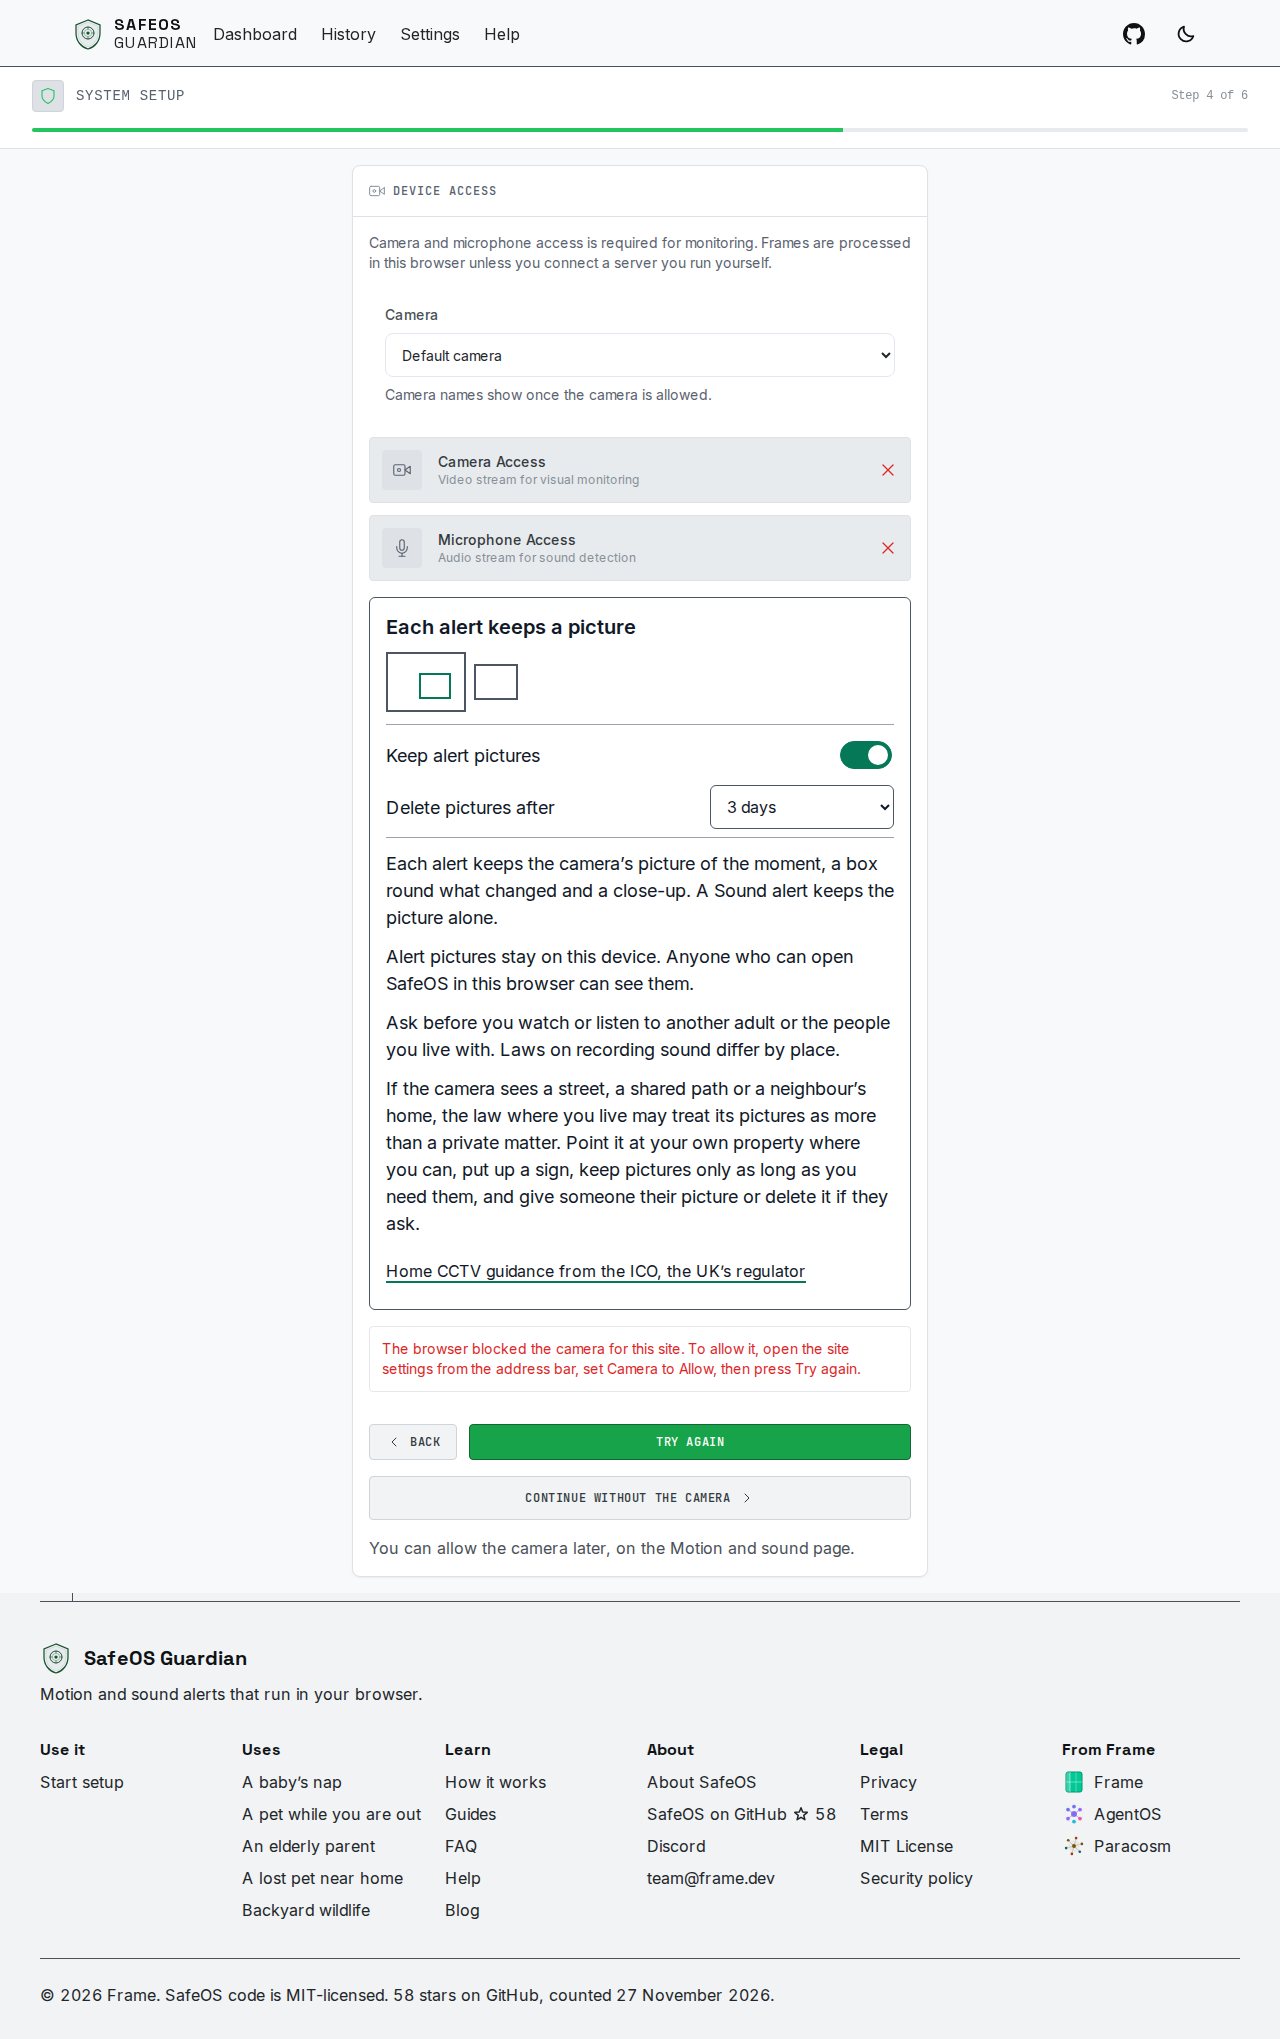 SAFEOS
GUARDIAN
Dashboard
History
Settings
Help
SYSTEM SETUP
Step 4 of 6
DEVICE ACCESS
Camera and microphone access is required for monitoring. Frames are processed
in this browser unless you connect a server you run yourself.
Camera
Default camera
Camera names show once the camera is allowed.
Camera Access
Video stream for visual monitoring
Microphone Access
Audio stream for sound detection
Each alert keeps a picture
Keep alert pictures
Delete pictures after
3 days
Each alert keeps the camera’s picture of the moment, a box
round what changed and a close-up. A Sound alert keeps the
picture alone.
Alert pictures stay on this device. Anyone who can open
SafeOS in this browser can see them.
Ask before you watch or listen to another adult or the people
you live with. Laws on recording sound differ by place.
If the camera sees a street, a shared path or a neighbour’s
home, the law where you live may treat its pictures as more
than a private matter. Point it at your own property where
you can, put up a sign, keep pictures only as long as you
need them, and give someone their picture or delete it if they
ask.
Home CCTV guidance from the ICO, the UK’s regulator
The browser blocked the camera for this site. To allow it, open the site
settings from the address bar, set Camera to Allow, then press Try again.
BACK
TRY AGAIN
CONTINUE WITHOUT THE CAMERA
You can allow the camera later, on the Motion and sound page.
SafeOS Guardian
Motion and sound alerts that run in your browser.
Use it
Start setup
Uses
A baby’s nap
A pet while you are out
An elderly parent
A lost pet near home
Backyard wildlife
Learn
How it works
Guides
FAQ
Help
Blog
About
About SafeOS
SafeOS on GitHub ☆ 58
Discord
team@frame.dev
Legal
Privacy
Terms
MIT License
Security policy
From Frame
Frame
AgentOS
Paracosm
© 2026 Frame. SafeOS code is MIT-licensed. 58 stars on GitHub, counted 27 November 2026.